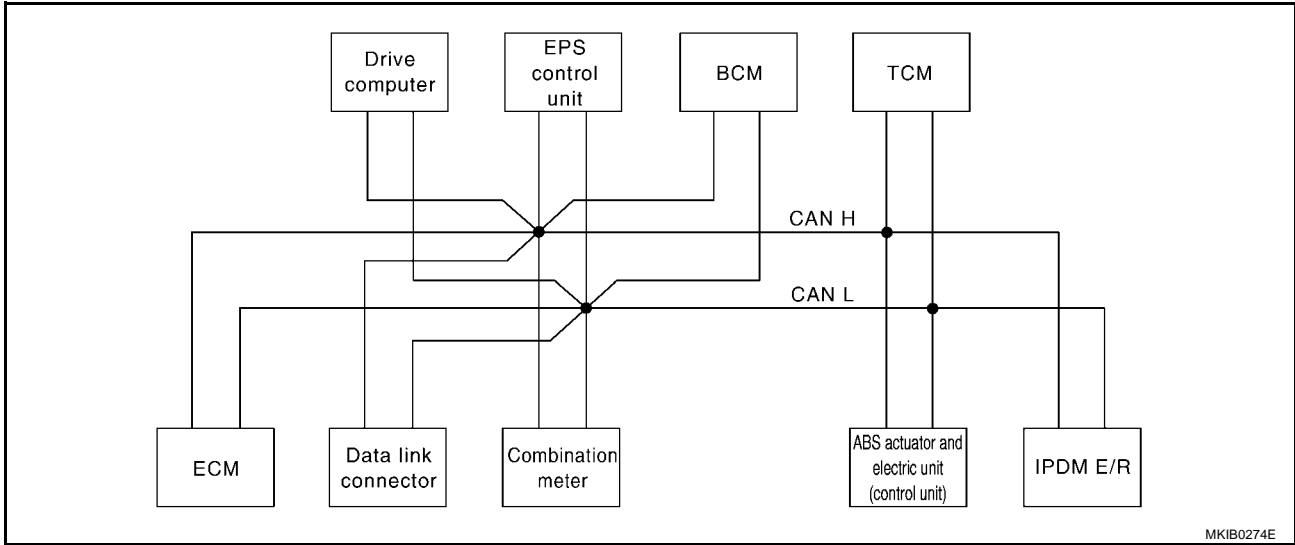 Drive
computer
EPS
control
unit
BCM
TCM
CAN H
CAN L
ECM
Data link
connector
Combination
meter
ABS actuator and
electric unit
(control unit)
IPDM E/R
MKIB0274E